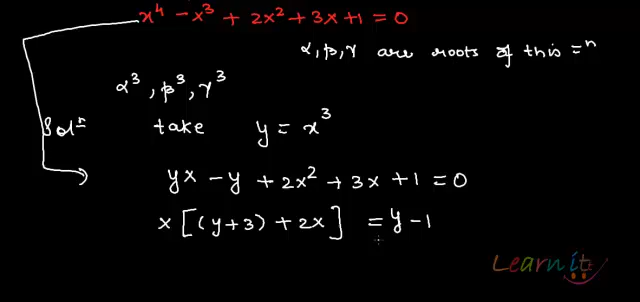 x⁴ - x³ + 2x² + 3x + 1 = 0
α, β, γ are roots of this =ⁿ
α³, β³, γ³
Solⁿ take y = x³
yx - y + 2x² + 3x + 1 = 0
x[(y+3) + 2x] = y - 1
Learnit